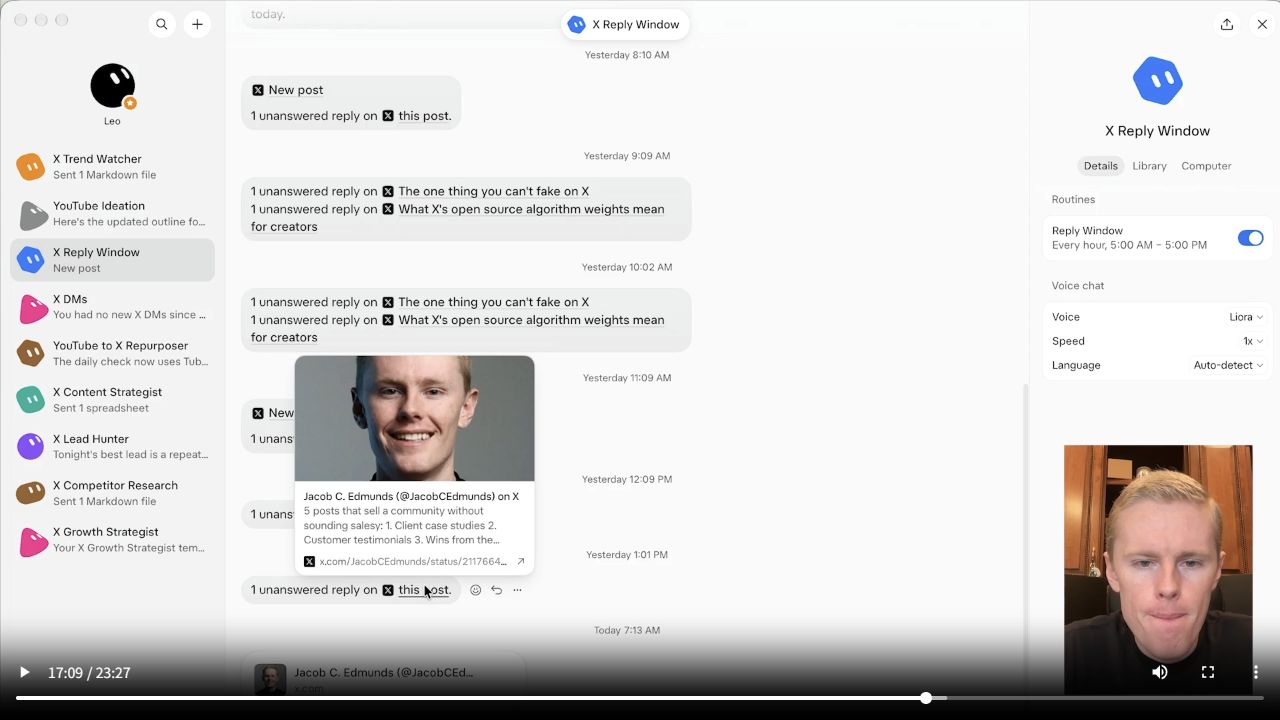 today.
X Reply Window
Leo
X Trend Watcher
Sent 1 Markdown file
YouTube Ideation
Here's the updated outline fo...
X Reply Window
New post
X DMs
You had no new X DMs since ...
YouTube to X Repurposer
The daily check now uses Tub...
X Content Strategist
Sent 1 spreadsheet
X Lead Hunter
Tonight's best lead is a repeat...
X Competitor Research
Sent 1 Markdown file
X Growth Strategist
Your X Growth Strategist tem...
Yesterday 8:10 AM
New post
1 unanswered reply on this post.
Yesterday 9:09 AM
1 unanswered reply on The one thing you can't fake on X
1 unanswered reply on What X's open source algorithm weights mean
for creators
Yesterday 10:02 AM
1 unanswered reply on The one thing you can't fake on X
1 unanswered reply on What X's open source algorithm weights mean
for creators
Yesterday 11:09 AM
New
1 unans
Yesterday 12:09 PM
1 unans
Jacob C. Edmunds (@JacobCEdmunds) on X
5 posts that sell a community without
sounding salesy: 1. Client case studies 2.
Customer testimonials 3. Wins from the...
x.com/JacobCEdmunds/status/2117664...
Yesterday 1:01 PM
1 unanswered reply on this post.
Today 7:13 AM
Jacob C. Edmunds (@JacobCEd...
x.com
X Reply Window
Details Library Computer
Routines
Reply Window
Every hour, 5:00 AM – 5:00 PM
Voice chat
Voice Liora
Speed 1x
Language Auto-detect
17:09 / 23:27